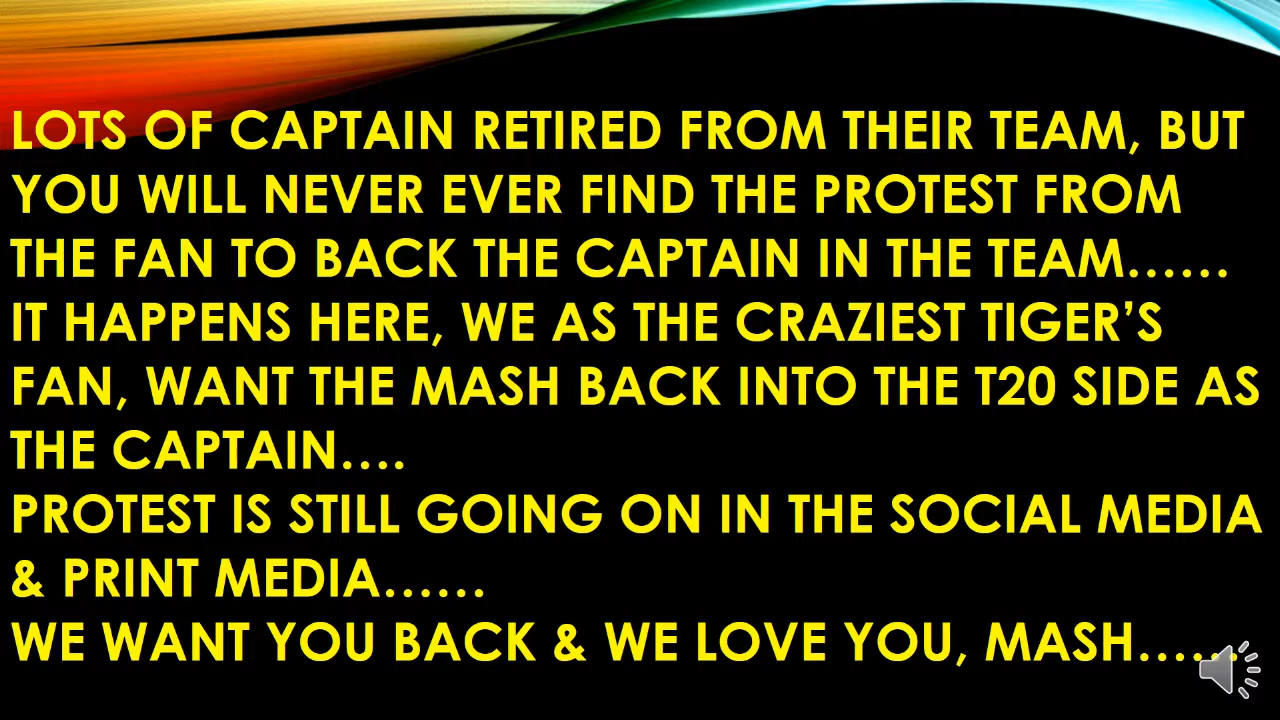 LOTS OF CAPTAIN RETIRED FROM THEIR TEAM, BUT
YOU WILL NEVER EVER FIND THE PROTEST FROM
THE FAN TO BACK THE CAPTAIN IN THE TEAM……
IT HAPPENS HERE, WE AS THE CRAZIEST TIGER’S
FAN, WANT THE MASH BACK INTO THE T20 SIDE AS
THE CAPTAIN….
PROTEST IS STILL GOING ON IN THE SOCIAL MEDIA
& PRINT MEDIA……
WE WANT YOU BACK & WE LOVE YOU, MASH……